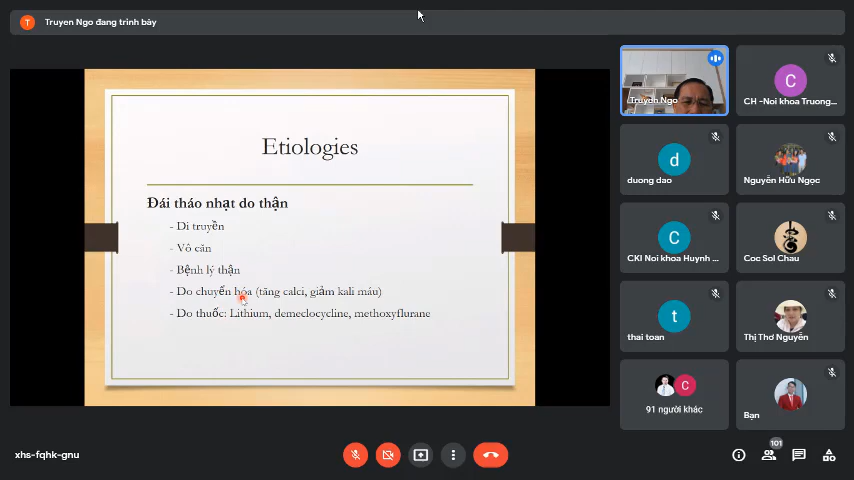 T
Truyen Ngo đang trình bày
Etiologies
Đái tháo nhạt do thận
- Di truyền
- Vô căn
- Bệnh lý thận
- Do chuyển hóa (tăng calci, giảm kali máu)
- Do thuốc: Lithium, demeclocycline, methoxyflurane
Truyen Ngo
C
CH -Noi khoa Truong...
d
duong dao
Nguyễn Hữu Ngọc
C
CKI Noi khoa Huynh ...
Coc Sol Chau
t
thai toan
Thị Thơ Nguyễn
C
91 người khác
Bạn
xhs-fqhk-gnu
101